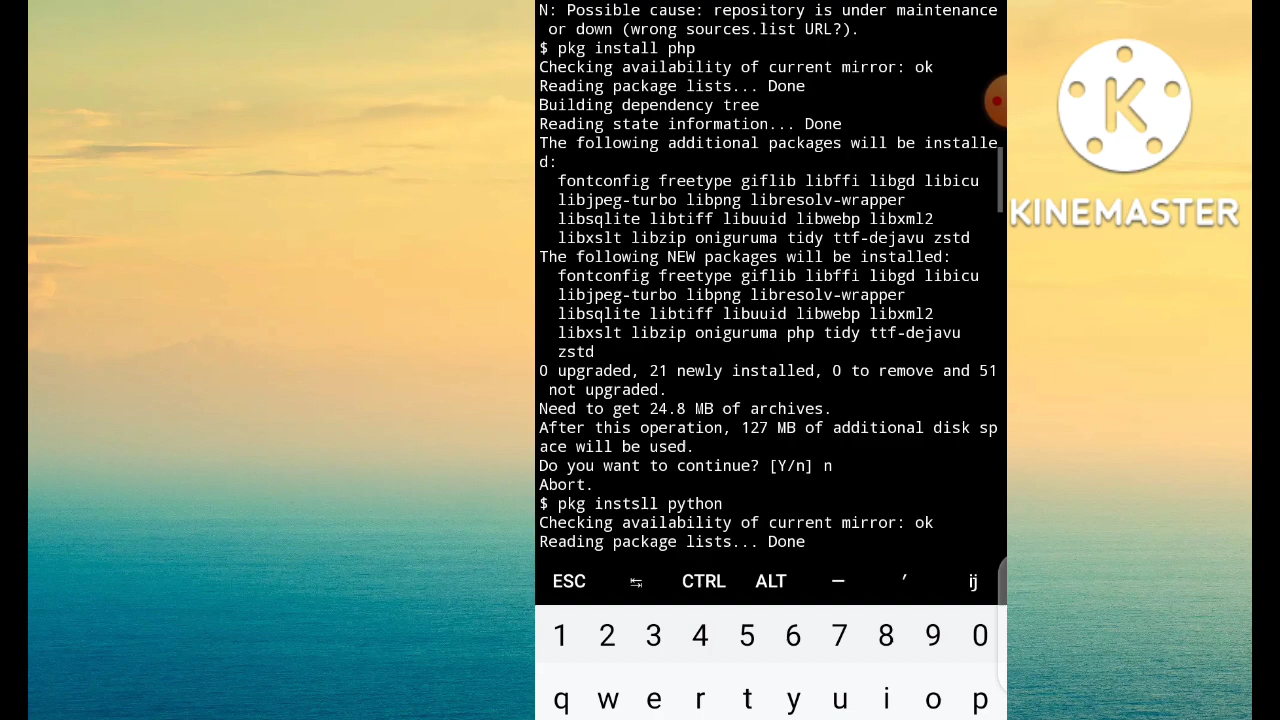 N: Possible cause: repository is under maintenance
or down (wrong sources.list URL?).
$ pkg install php
Checking availability of current mirror: ok
Reading package lists... Done
Building dependency tree
Reading state information... Done
The following additional packages will be installe
d:
fontconfig freetype giflib libffi libgd libicu
libjpeg-turbo libpng libresolv-wrapper
libsqlite libtiff libuuid libwebp libxml2
libxslt libzip oniguruma tidy ttf-dejavu zstd
The following NEW packages will be installed:
fontconfig freetype giflib libffi libgd libicu
libjpeg-turbo libpng libresolv-wrapper
libsqlite libtiff libuuid libwebp libxml2
libxslt libzip oniguruma php tidy ttf-dejavu
zstd
0 upgraded, 21 newly installed, 0 to remove and 51
not upgraded.
Need to get 24.8 MB of archives.
After this operation, 127 MB of additional disk sp
ace will be used.
Do you want to continue? [Y/n] n
Abort.
$ pkg instsll python
Checking availability of current mirror: ok
Reading package lists... Done
ESC ↹ CTRL ALT — ′ ij
1 2 3 4 5 6 7 8 9 0
q w e r t y u i o p
K
KINEMASTER